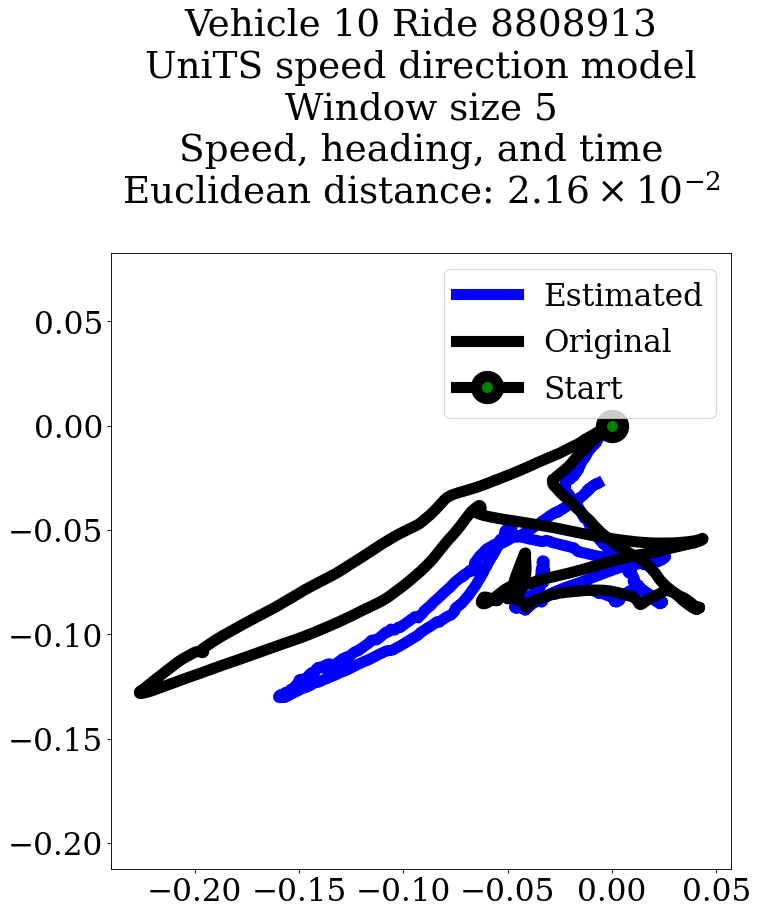 Vehicle 10 Ride 8808913
UniTS speed direction model
Window size 5
Speed, heading, and time
Euclidean distance: 2.16 × 10⁻²
Estimated
Original
Start
0.05
0.00
−0.05
−0.10
−0.15
−0.20
−0.20 −0.15 −0.10 −0.05 0.00 0.05